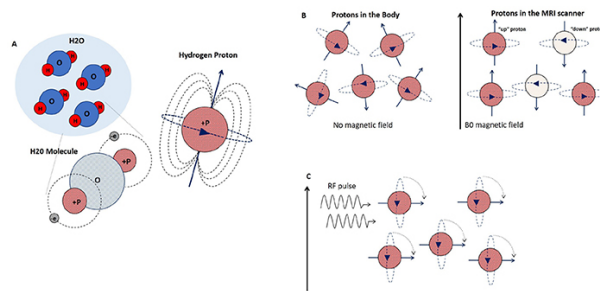 A
H2O
H
O
H
H
O
H
H
O
H
H
O
H
Hydrogen Proton
+P
H20 Molecule
e
+P
O
+P
e
B
Protons in the Body
No magnetic field
Protons in the MRI scanner
"up" proton
"down" proton
B0 magnetic field
C
RF pulse